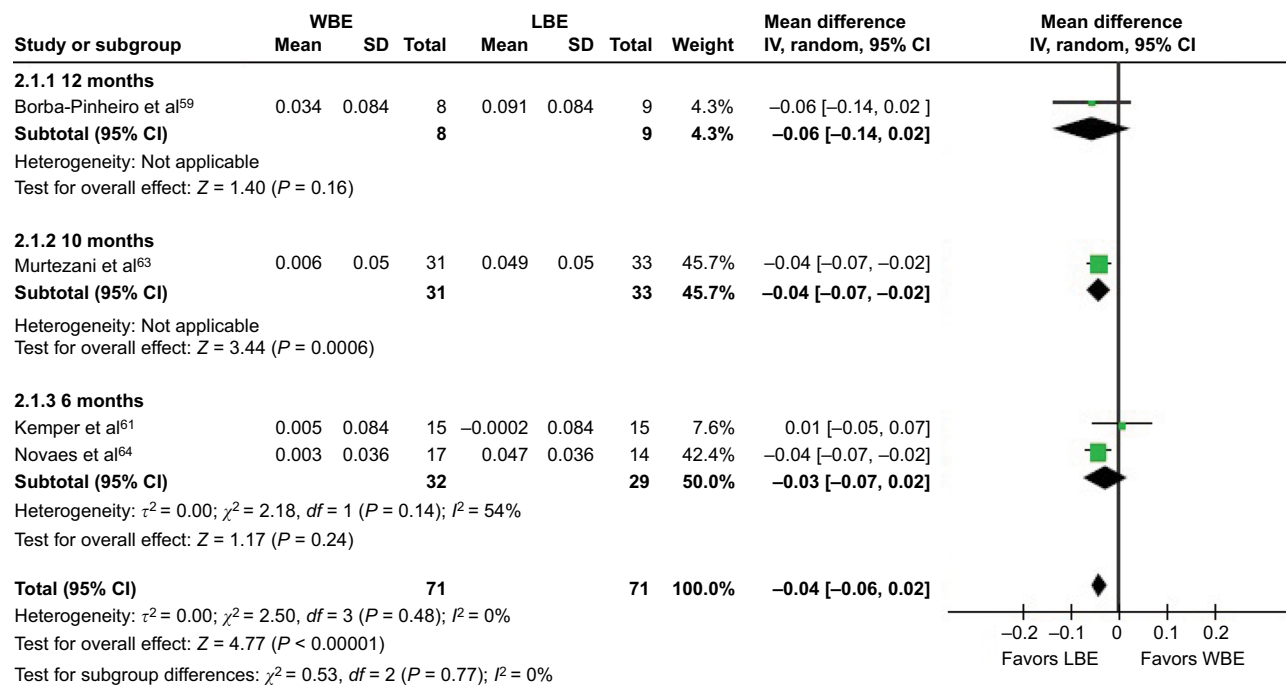 WBE LBE Mean difference Mean difference
Study or subgroup Mean SD Total Mean SD Total Weight IV, random, 95% CI IV, random, 95% CI
2.1.1 12 months
Borba-Pinheiro et al⁵⁹ 0.034 0.084 8 0.091 0.084 9 4.3% –0.06 [–0.14, 0.02 ]
Subtotal (95% CI) 8 9 4.3% –0.06 [–0.14, 0.02]
Heterogeneity: Not applicable
Test for overall effect: Z = 1.40 (P = 0.16)
2.1.2 10 months
Murtezani et al⁶³ 0.006 0.05 31 0.049 0.05 33 45.7% –0.04 [–0.07, –0.02]
Subtotal (95% CI) 31 33 45.7% –0.04 [–0.07, –0.02]
Heterogeneity: Not applicable
Test for overall effect: Z = 3.44 (P = 0.0006)
2.1.3 6 months
Kemper et al⁶¹ 0.005 0.084 15 –0.0002 0.084 15 7.6% 0.01 [–0.05, 0.07]
Novaes et al⁶⁴ 0.003 0.036 17 0.047 0.036 14 42.4% –0.04 [–0.07, –0.02]
Subtotal (95% CI) 32 29 50.0% –0.03 [–0.07, 0.02]
Heterogeneity: τ² = 0.00; χ² = 2.18, df = 1 (P = 0.14); I² = 54%
Test for overall effect: Z = 1.17 (P = 0.24)
Total (95% CI) 71 71 100.0% –0.04 [–0.06, 0.02]
Heterogeneity: τ² = 0.00; χ² = 2.50, df = 3 (P = 0.48); I² = 0%
Test for overall effect: Z = 4.77 (P < 0.00001)
Test for subgroup differences: χ² = 0.53, df = 2 (P = 0.77); I² = 0%
–0.2 –0.1 0 0.1 0.2
Favors LBE Favors WBE